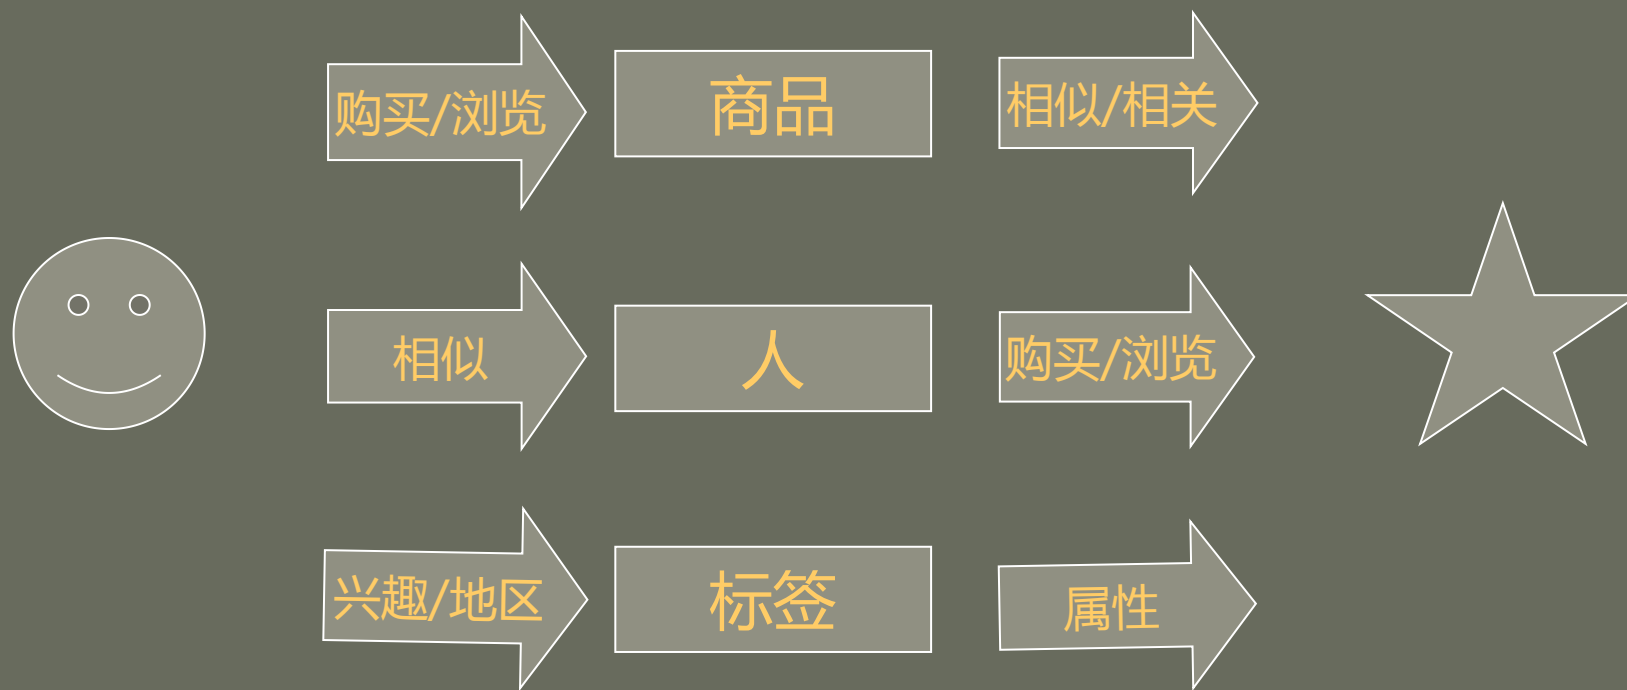 购买/浏览
商品
相似/相关
相似
人
购买/浏览
兴趣/地区
标签
属性